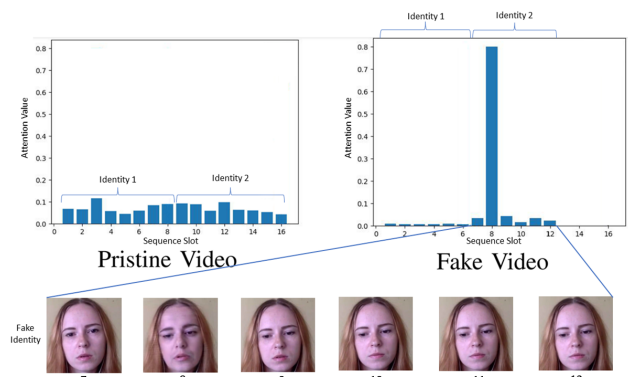 Identity 1
Identity 2
0.8
0.7
0.6
0.5
0.4
0.3
0.2
0.1
0.0
Attention Value
Identity 1
Identity 2
0 2 4 6 8 10 12 14 16
Sequence Slot
Pristine Video
0.8
0.7
0.6
0.5
0.4
0.3
0.2
0.1
0.0
Attention Value
0 2 4 6 8 10 12 14 16
Sequence Slot
Fake Video
Fake
Identity